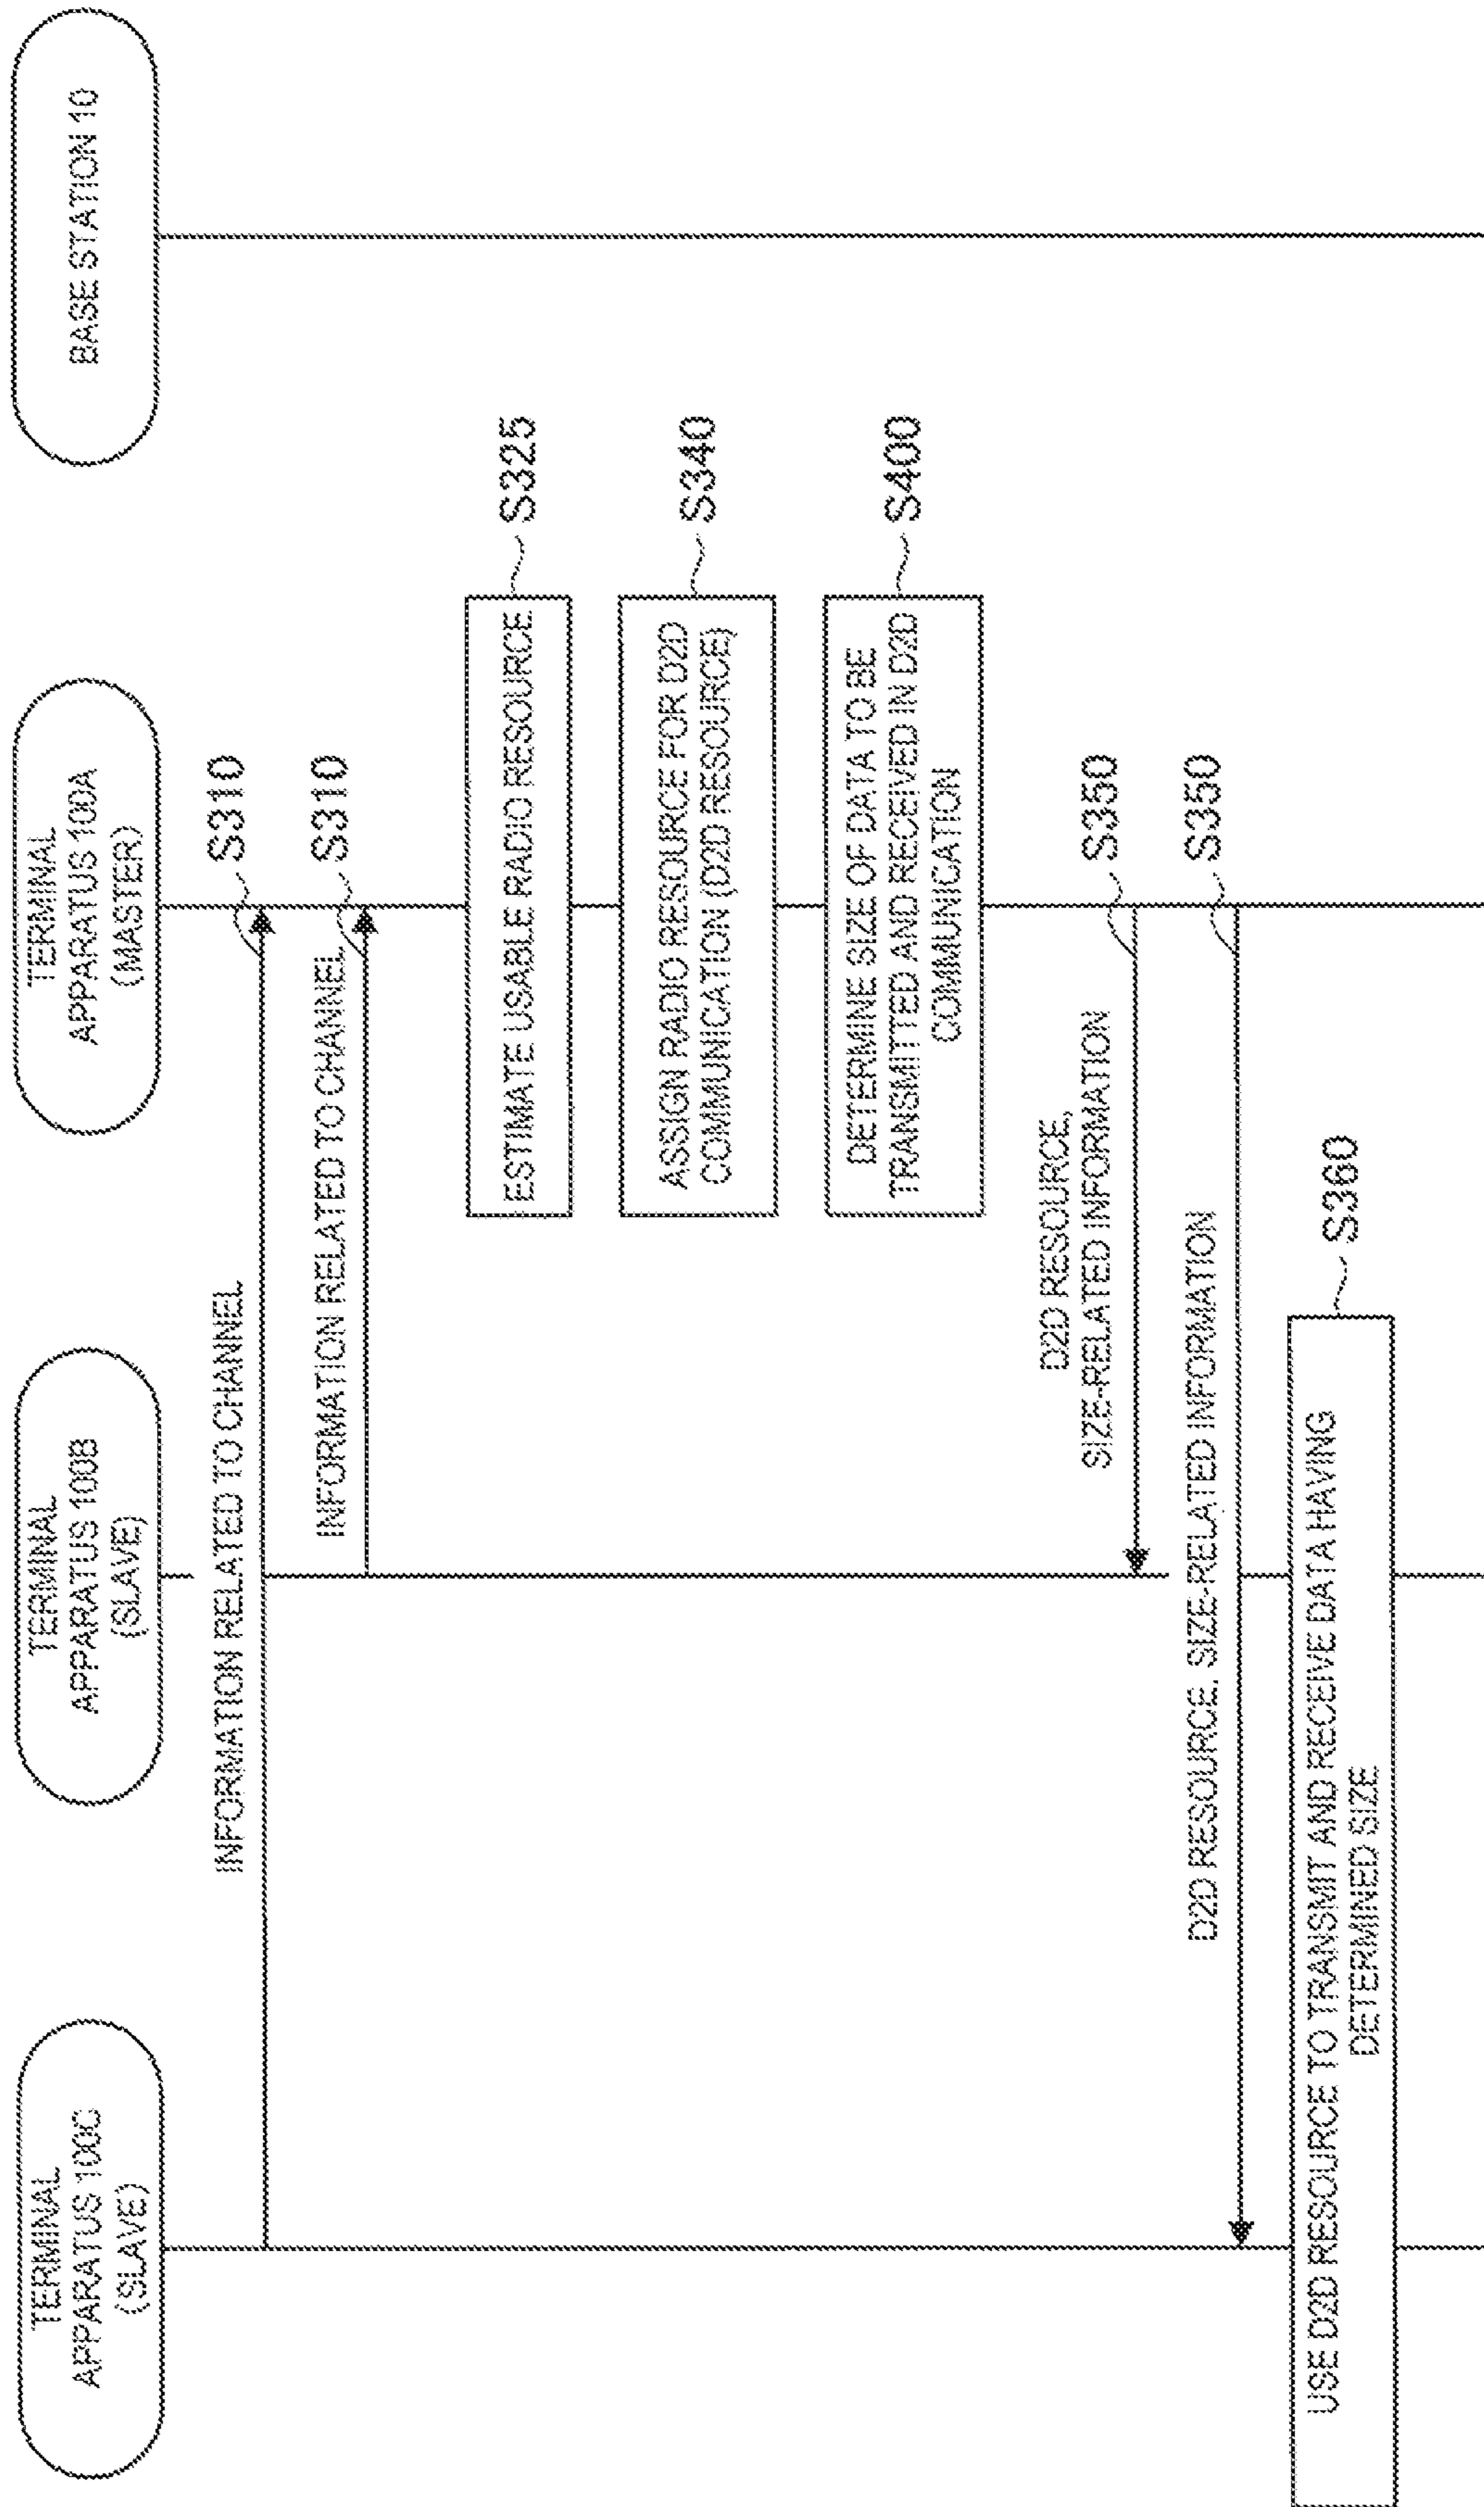 TERMINAL
APPARATUS 100C
(SLAVE)
TERMINAL
APPARATUS 100B
(SLAVE)
TERMINAL
APPARATUS 100A
(MASTER)
BASE STATION 10
INFORMATION RELATED TO CHANNEL
S310
INFORMATION RELATED TO CHANNEL
S310
ESTIMATE USABLE RADIO RESOURCE
S325
ASSIGN RADIO RESOURCE FOR D2D
COMMUNICATION (D2D RESOURCE)
S340
DETERMINE SIZE OF DATA TO BE
TRANSMITTED AND RECEIVED IN D2D
COMMUNICATION
S400
D2D RESOURCE,
SIZE-RELATED INFORMATION
S350
D2D RESOURCE, SIZE-RELATED INFORMATION
S350
USE D2D RESOURCE TO TRANSMIT AND RECEIVE DATA HAVING
DETERMINED SIZE
S360